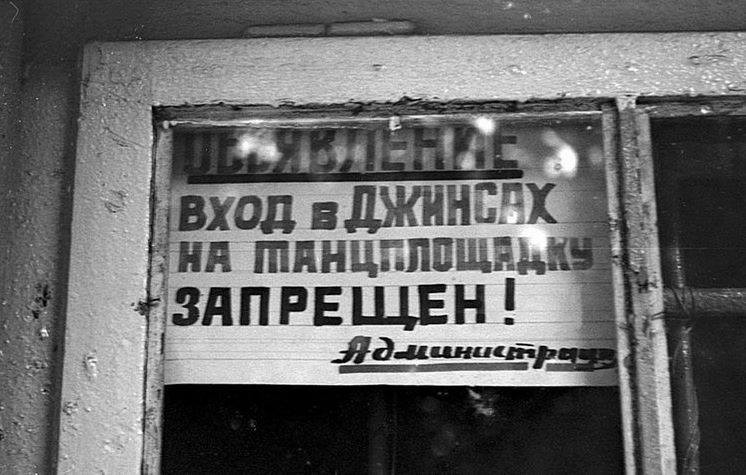 ОБЪЯВЛЕНИЕ
ВХОД в ДЖИНСАХ
НА ТАНЦПЛОЩАДКУ
ЗАПРЕЩЕН!
Администрация